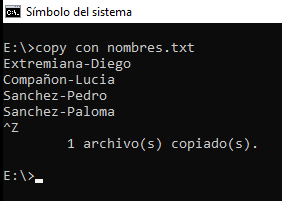 Símbolo del sistema
E:\>copy con nombres.txt
Extremiana-Diego
Compañon-Lucia
Sanchez-Pedro
Sanchez-Paloma
^Z
        1 archivo(s) copiado(s).
E:\>